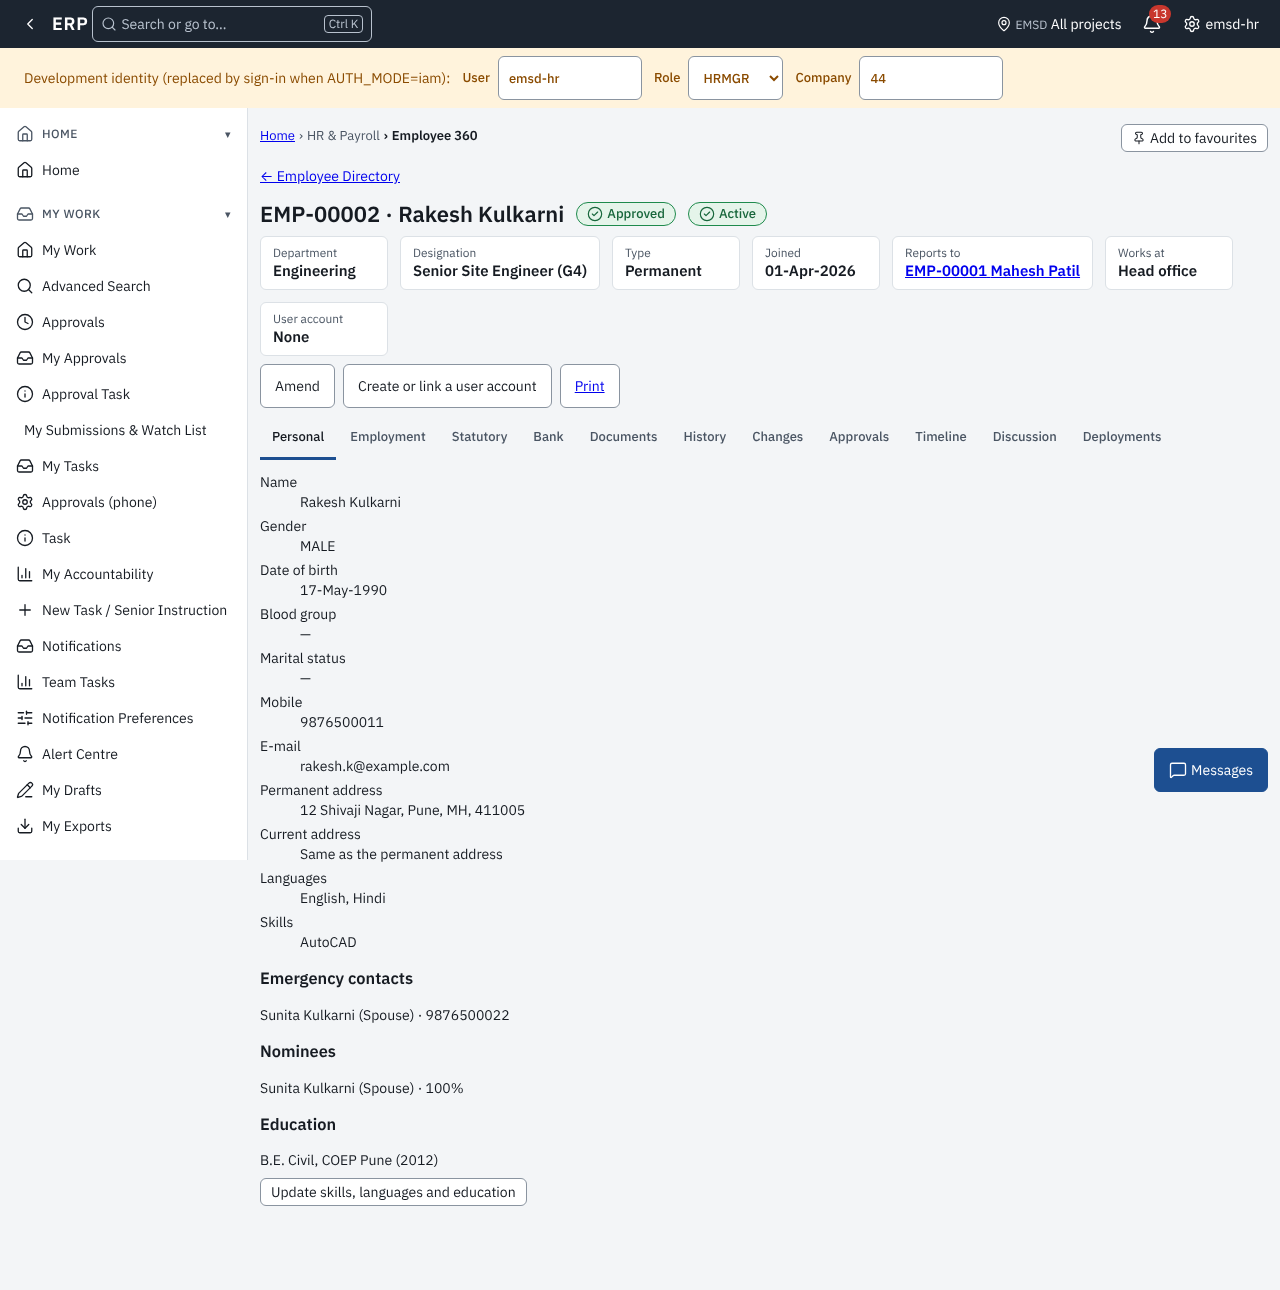 ERP
Search or go to...
Ctrl K
EMSD All projects
13
emsd-hr
Development identity (replaced by sign-in when AUTH_MODE=iam):
User
emsd-hr
Role
HRMGR
Company
44
HOME
Home
MY WORK
My Work
Advanced Search
Approvals
My Approvals
Approval Task
My Submissions & Watch List
My Tasks
Approvals (phone)
Task
My Accountability
New Task / Senior Instruction
Notifications
Team Tasks
Notification Preferences
Alert Centre
My Drafts
My Exports
Home › HR & Payroll › Employee 360
Add to favourites
← Employee Directory
EMP-00002 · Rakesh Kulkarni
Approved
Active
Department
Engineering
Designation
Senior Site Engineer (G4)
Type
Permanent
Joined
01-Apr-2026
Reports to
EMP-00001 Mahesh Patil
Works at
Head office
User account
None
Amend
Create or link a user account
Print
Personal
Employment
Statutory
Bank
Documents
History
Changes
Approvals
Timeline
Discussion
Deployments
Name
Rakesh Kulkarni
Gender
MALE
Date of birth
17-May-1990
Blood group
—
Marital status
—
Mobile
9876500011
E-mail
rakesh.k@example.com
Permanent address
12 Shivaji Nagar, Pune, MH, 411005
Current address
Same as the permanent address
Languages
English, Hindi
Skills
AutoCAD
Emergency contacts
Sunita Kulkarni (Spouse) · 9876500022
Nominees
Sunita Kulkarni (Spouse) · 100%
Education
B.E. Civil, COEP Pune (2012)
Update skills, languages and education
Messages